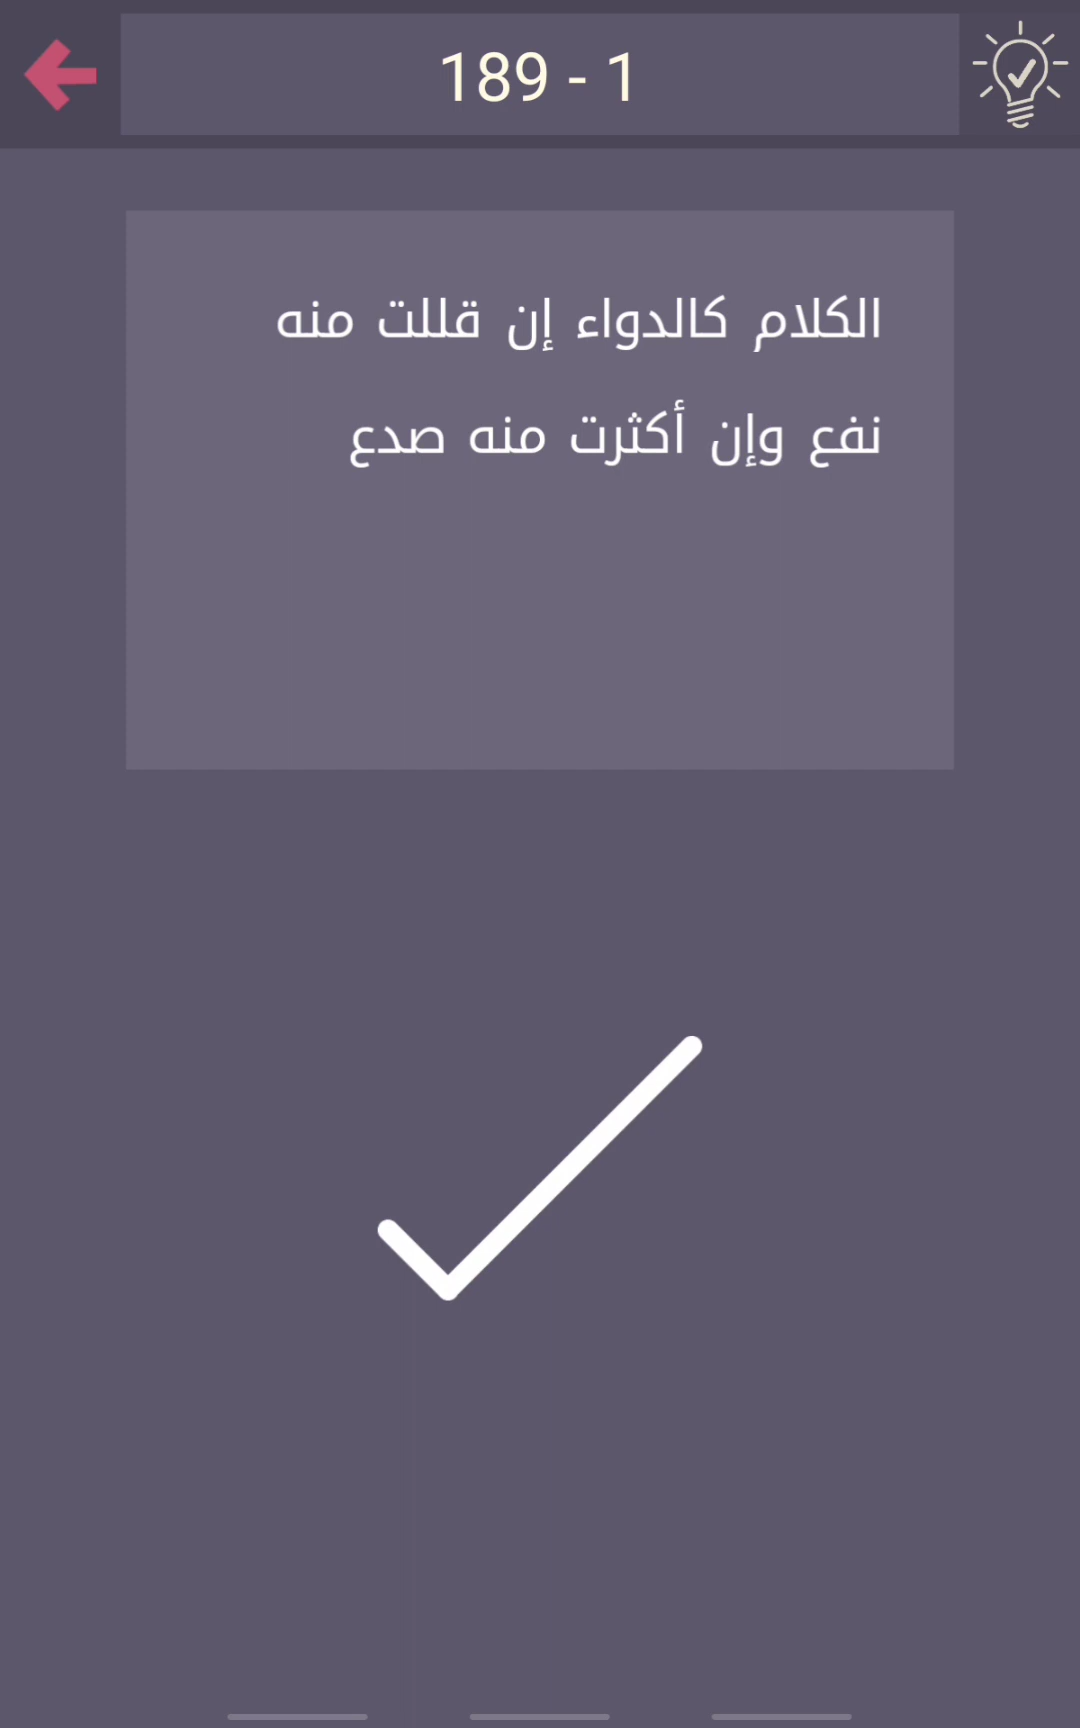 189 - 1
الكلام كالدواء إن قللت منه
نفع وإن أكثرت منه صدع